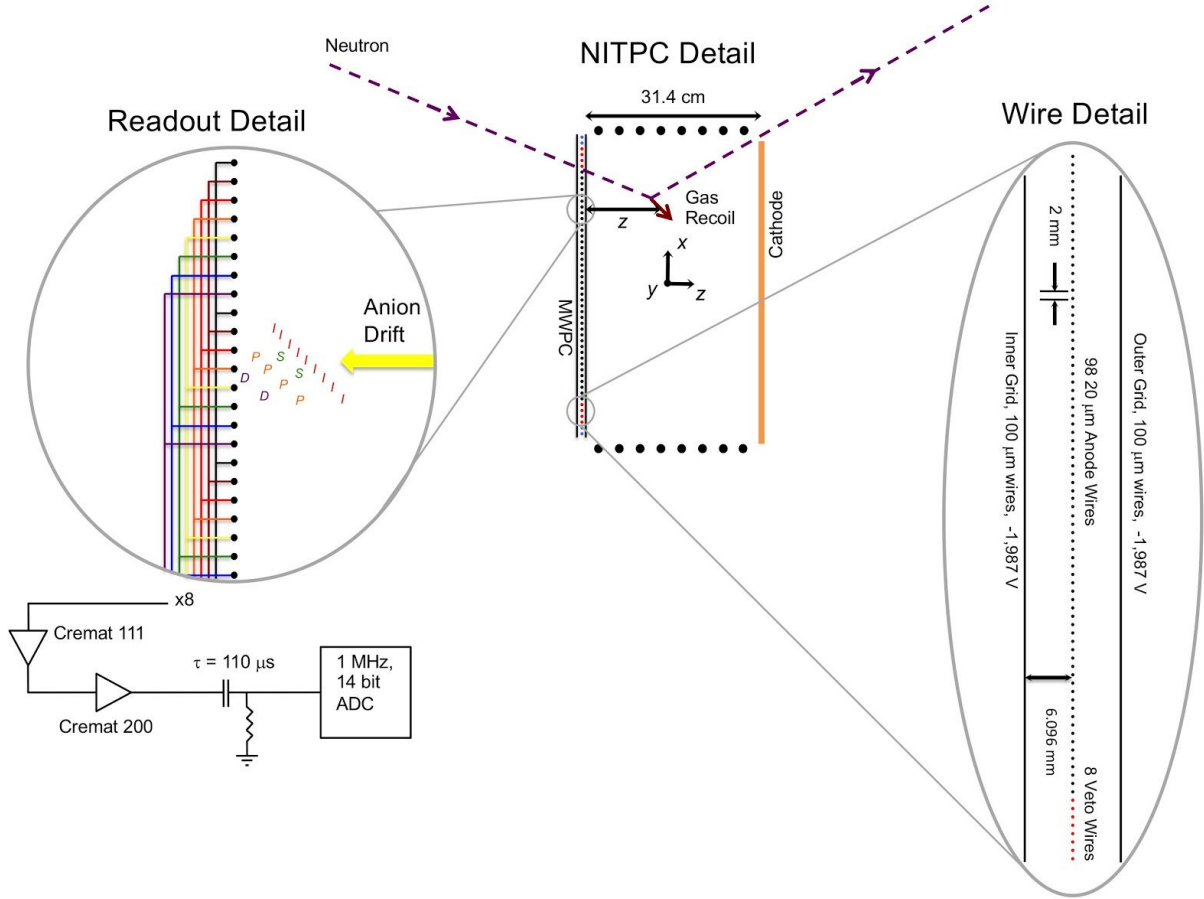 Neutron
NITPC Detail
31.4 cm
Readout Detail
Wire Detail
Gas
Recoil
z
x
y
z
Cathode
MWPC
Anion
Drift
I
I
I
I
I
I
I
I
I
P
S
P
S
D
P
D
P
2 mm
Inner Grid, 100 μm wires, -1,987 V
98 20 μm Anode Wires
Outer Grid, 100 μm wires, -1,987 V
6.096 mm
8 Veto Wires
x8
Cremat 111
Cremat 200
τ = 110 μs
1 MHz,
14 bit
ADC